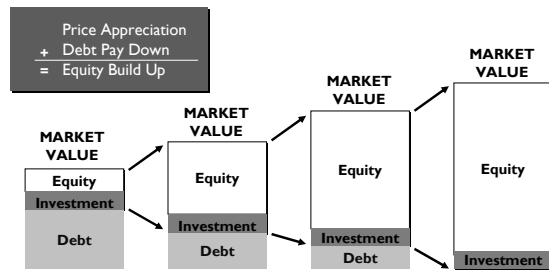 Price Appreciation
+ Debt Pay Down
= Equity Build Up
MARKET
VALUE
Equity
Investment
Debt
MARKET
VALUE
Equity
Investment
Debt
MARKET
VALUE
Equity
Investment
Debt
MARKET
VALUE
Equity
Investment